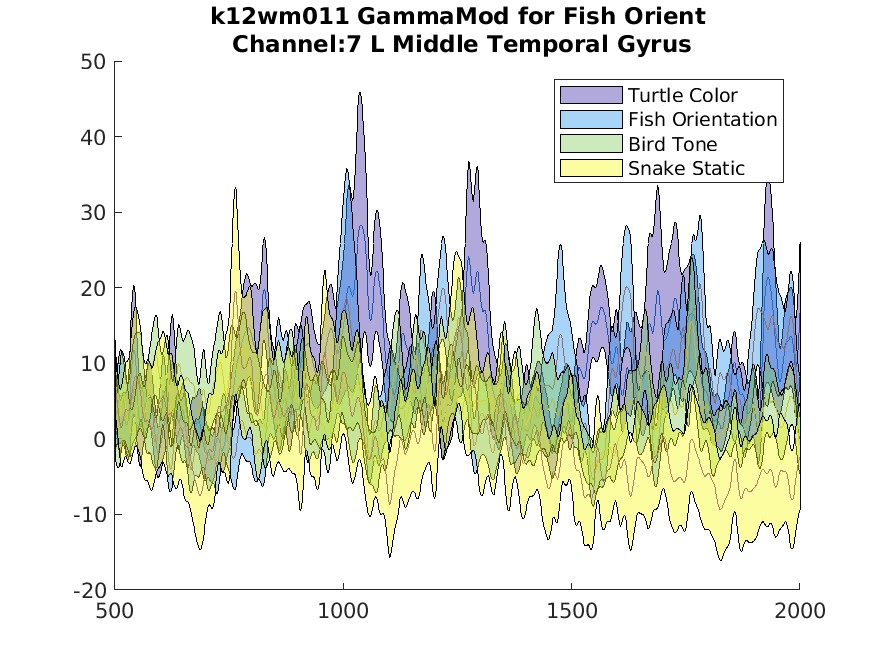 k12wm011 GammaMod for Fish Orient
Channel:7 L Middle Temporal Gyrus
50
40
30
20
10
0
-10
-20
500
1000
1500
2000
Turtle Color
Fish Orientation
Bird Tone
Snake Static